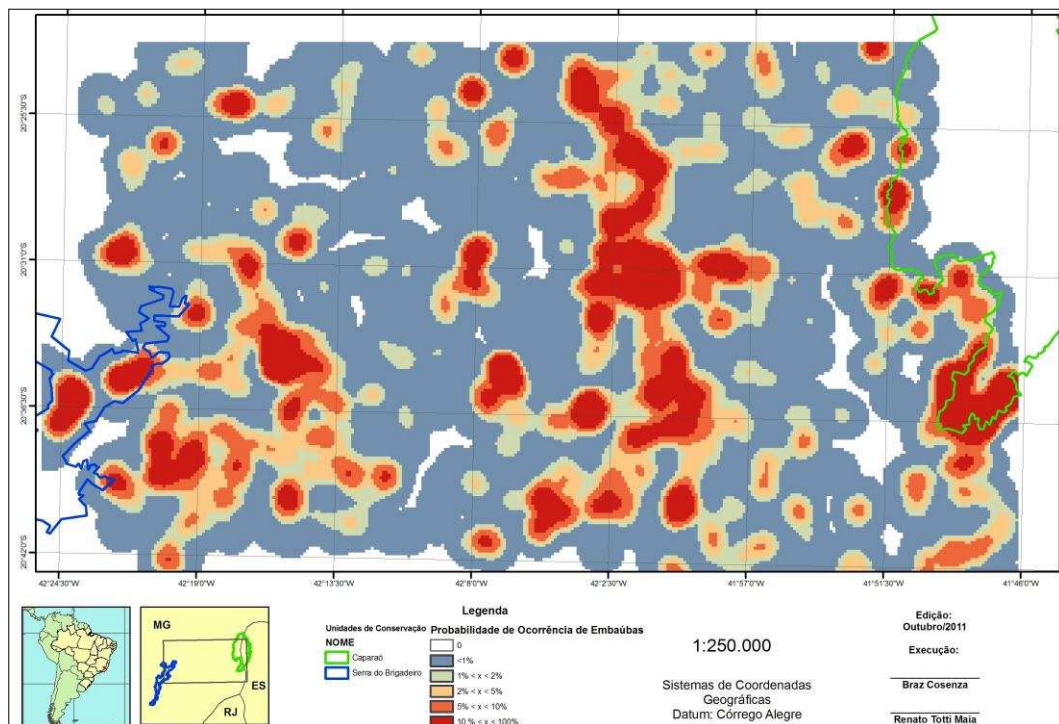 20°25'30"S
20°31'0"S
20°36'30"S
20°42'0"S
42°24'30"W
42°19'0"W
42°13'30"W
42°8'0"W
42°2'30"W
41°57'0"W
41°51'30"W
41°46'0"W
MG
ES
RJ
Legenda
Unidades de Conservação
NOME
Caparaó
Serra do Brigadeiro
Probabilidade de Ocorrência de Embaúbas
0
<1%
1% < x < 2%
2% < x < 5%
5% < x < 10%
10 % < x < 100%
1:250.000
Sistemas de Coordenadas
Geográficas
Datum: Córrego Alegre
Edição:
Outubro/2011
Execução:
Braz Cosenza
Renato Totti Maia